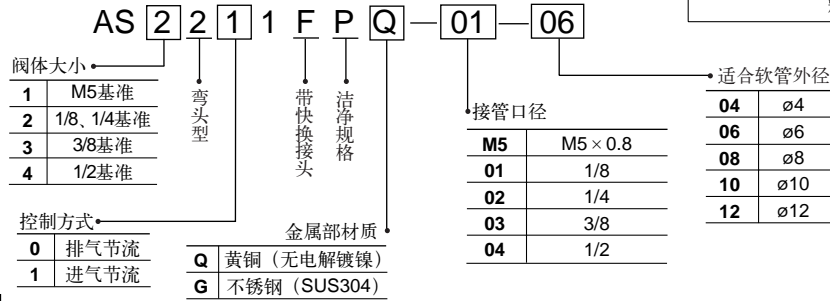 AS 2 2 1 1 F P Q — 01 — 06
阀体大小
1 M5基准
2 1/8、1/4基准
3 3/8基准
4 1/2基准
弯头型
控制方式
0 排气节流
1 进气节流
带快换接头
洁净规格
金属部材质
Q 黄铜（无电解镀镍）
G 不锈钢（SUS304）
接管口径
M5 M5×0.8
01 1/8
02 1/4
03 3/8
04 1/2
适合软管外径
04 ø4
06 ø6
08 ø8
10 ø10
12 ø12